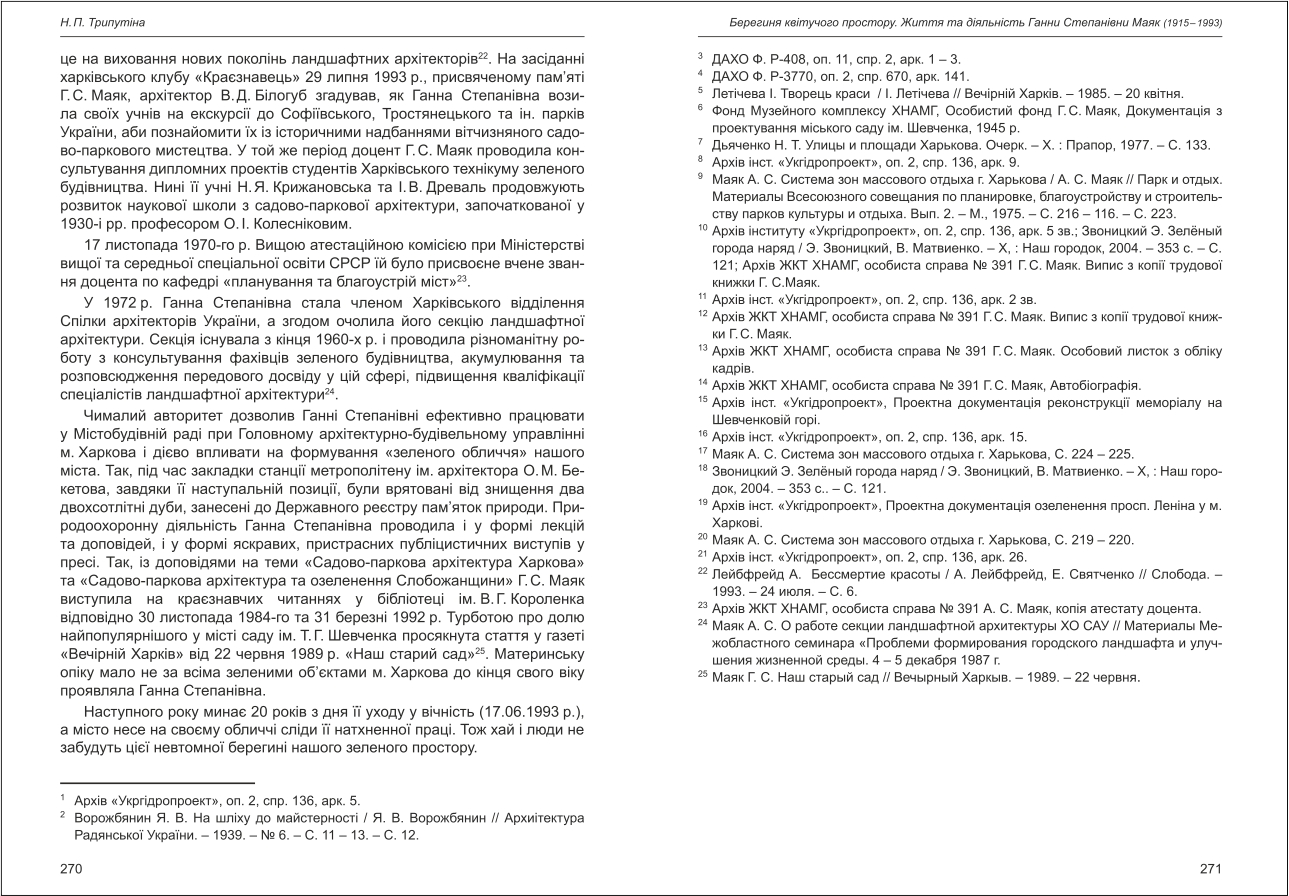 Н. П. Трипутіна
це на виховання нових поколінь ландшафтних архітекторів22. На засіданні
харківського клубу «Краєзнавець» 29 липня 1993 р., присвяченому пам’яті
Г. С. Маяк, архітектор В. Д. Білогуб згадував, як Ганна Степанівна вози-
ла своїх учнів на екскурсії до Софіївського, Тростянецького та ін. парків
України, аби познайомити їх із історичними надбаннями вітчизняного садо-
во-паркового мистецтва. У той же період доцент Г. С. Маяк проводила кон-
сультування дипломних проектів студентів Харківського технікуму зеленого
будівництва. Нині її учні Н. Я. Крижановська та І. В. Древаль продовжують
розвиток наукової школи з садово-паркової архітектури, започаткованої у
1930-і рр. професором О. І. Колесніковим.
17 листопада 1970-го р. Вищою атестаційною комісією при Міністерстві
вищої та середньої спеціальної освіти СРСР їй було присвоєне вчене зван-
ня доцента по кафедрі «планування та благоустрій міст»23.
У 1972 р. Ганна Степанівна стала членом Харківського відділення
Спілки архітекторів України, а згодом очолила його секцію ландшафтної
архітектури. Секція існувала з кінця 1960-х р. і проводила різноманітну ро-
боту з консультування фахівців зеленого будівництва, акумулювання та
розповсюдження передового досвіду у цій сфері, підвищення кваліфікації
спеціалістів ландшафтної архітектури24.
Чималий авторитет дозволив Ганні Степанівні ефективно працювати
у Містобудівній раді при Головному архітектурно-будівельному управлінні
м. Харкова і дієво впливати на формування «зеленого обличчя» нашого
міста. Так, під час закладки станції метрополітену ім. архітектора О. М. Бе-
кетова, завдяки її наступальній позиції, були врятовані від знищення два
двохсотлітні дуби, занесені до Державного реєстру пам’яток природи. При-
родоохоронну діяльність Ганна Степанівна проводила і у формі лекцій
та доповідей, і у формі яскравих, пристрасних публіцистичних виступів у
пресі. Так, із доповідями на теми «Садово-паркова архітектура Харкова»
та «Садово-паркова архітектура та озеленення Слобожанщини» Г. С. Маяк
виступила на краєзнавчих читаннях у бібліотеці ім. В. Г. Короленка
відповідно 30 листопада 1984-го та 31 березні 1992 р. Турботою про долю
найпопулярнішого у місті саду ім. Т. Г. Шевченка просякнута стаття у газеті
«Вечірній Харків» від 22 червня 1989 р. «Наш старий сад»25. Материнську
опіку мало не за всіма зеленими об’єктами м. Харкова до кінця свого віку
проявляла Ганна Степанівна.
Наступного року минає 20 років з дня її уходу у вічність (17.06.1993 р.),
а місто несе на своєму обличчі сліди її натхненної праці. Тож хай і люди не
забудуть цієї невтомної берегині нашого зеленого простору.
1 Архів «Укргідропроект», оп. 2, спр. 136, арк. 5.
2 Ворожбянин Я. В. На шліху до майстерності / Я. В. Ворожбянин // Архиітектура
Радянської України. – 1939. – № 6. – С. 11 – 13. – С. 12.
270
Берегиня квітучого простору. Життя та діяльність Ганни Степанівни Маяк (1915 – 1993)
3 ДАХО Ф. Р-408, оп. 11, спр. 2, арк. 1 – 3.
4 ДАХО Ф. Р-3770, оп. 2, спр. 670, арк. 141.
5 Летічева І. Творець краси / І. Летічева // Вечірній Харків. – 1985. – 20 квітня.
6 Фонд Музейного комплексу ХНАМГ, Особистий фонд Г. С. Маяк, Документація з
проектування міського саду ім. Шевченка, 1945 р.
7 Дьяченко Н. Т. Улицы и площади Харькова. Очерк. – Х. : Прапор, 1977. – С. 133.
8 Архів інст. «Укгідропроект», оп. 2, спр. 136, арк. 9.
9 Маяк А. С. Система зон массового отдыха г. Харькова / А. С. Маяк // Парк и отдых.
Материалы Всесоюзного совещания по планировке, благоустройству и строитель-
ству парков культуры и отдыха. Вып. 2. – М., 1975. – С. 216 – 116. – С. 223.
10 Архів інституту «Укргідропроект», оп. 2, спр. 136, арк. 5 зв.; Звоницкий Э. Зелёный
города наряд / Э. Звоницкий, В. Матвиенко. – Х, : Наш городок, 2004. – 353 с. – С.
121; Архів ЖКТ ХНАМГ, особиста справа № 391 Г. С. Маяк. Випис з копії трудової
книжки Г. С.Маяк.
11 Архів інст. «Укгідропроект», оп. 2, спр. 136, арк. 2 зв.
12 Архів ЖКТ ХНАМГ, особиста справа № 391 Г. С. Маяк. Випис з копії трудової книж-
ки Г. С. Маяк.
13 Архів ЖКТ ХНАМГ, особиста справа № 391 Г. С. Маяк. Особовий листок з обліку
кадрів.
14 Архів ЖКТ ХНАМГ, особиста справа № 391 Г. С. Маяк, Автобіографія.
15 Архів інст. «Укгідропроект», Проектна документація реконструкції меморіалу на
Шевченковій горі.
16 Архів інст. «Укгідропроект», оп. 2, спр. 136, арк. 15.
17 Маяк А. С. Система зон массового отдыха г. Харькова, С. 224 – 225.
18 Звоницкий Э. Зелёный города наряд / Э. Звоницкий, В. Матвиенко. – Х, : Наш горо-
док, 2004. – 353 с.. – С. 121.
19 Архів інст. «Укгідропроект», Проектна документація озеленення просп. Леніна у м.
Харкові.
20 Маяк А. С. Система зон массового отдыха г. Харькова, С. 219 – 220.
21 Архів інст. «Укгідропроект», оп. 2, спр. 136, арк. 26.
22 Лейбфрейд А. Бессмертие красоты / А. Лейбфрейд, Е. Святченко // Слобода. –
1993. – 24 июля. – С. 6.
23 Архів ЖКТ ХНАМГ, особиста справа № 391 А. С. Маяк, копія атестату доцента.
24 Маяк А. С. О работе секции ландшафтной архитектуры ХО САУ // Материалы Ме-
жобластного семинара «Проблеми формирования городского ландшафта и улуч-
шения жизненной среды. 4 – 5 декабря 1987 г.
25 Маяк Г. С. Наш старый сад // Вечырный Харкыв. – 1989. – 22 червня.
271